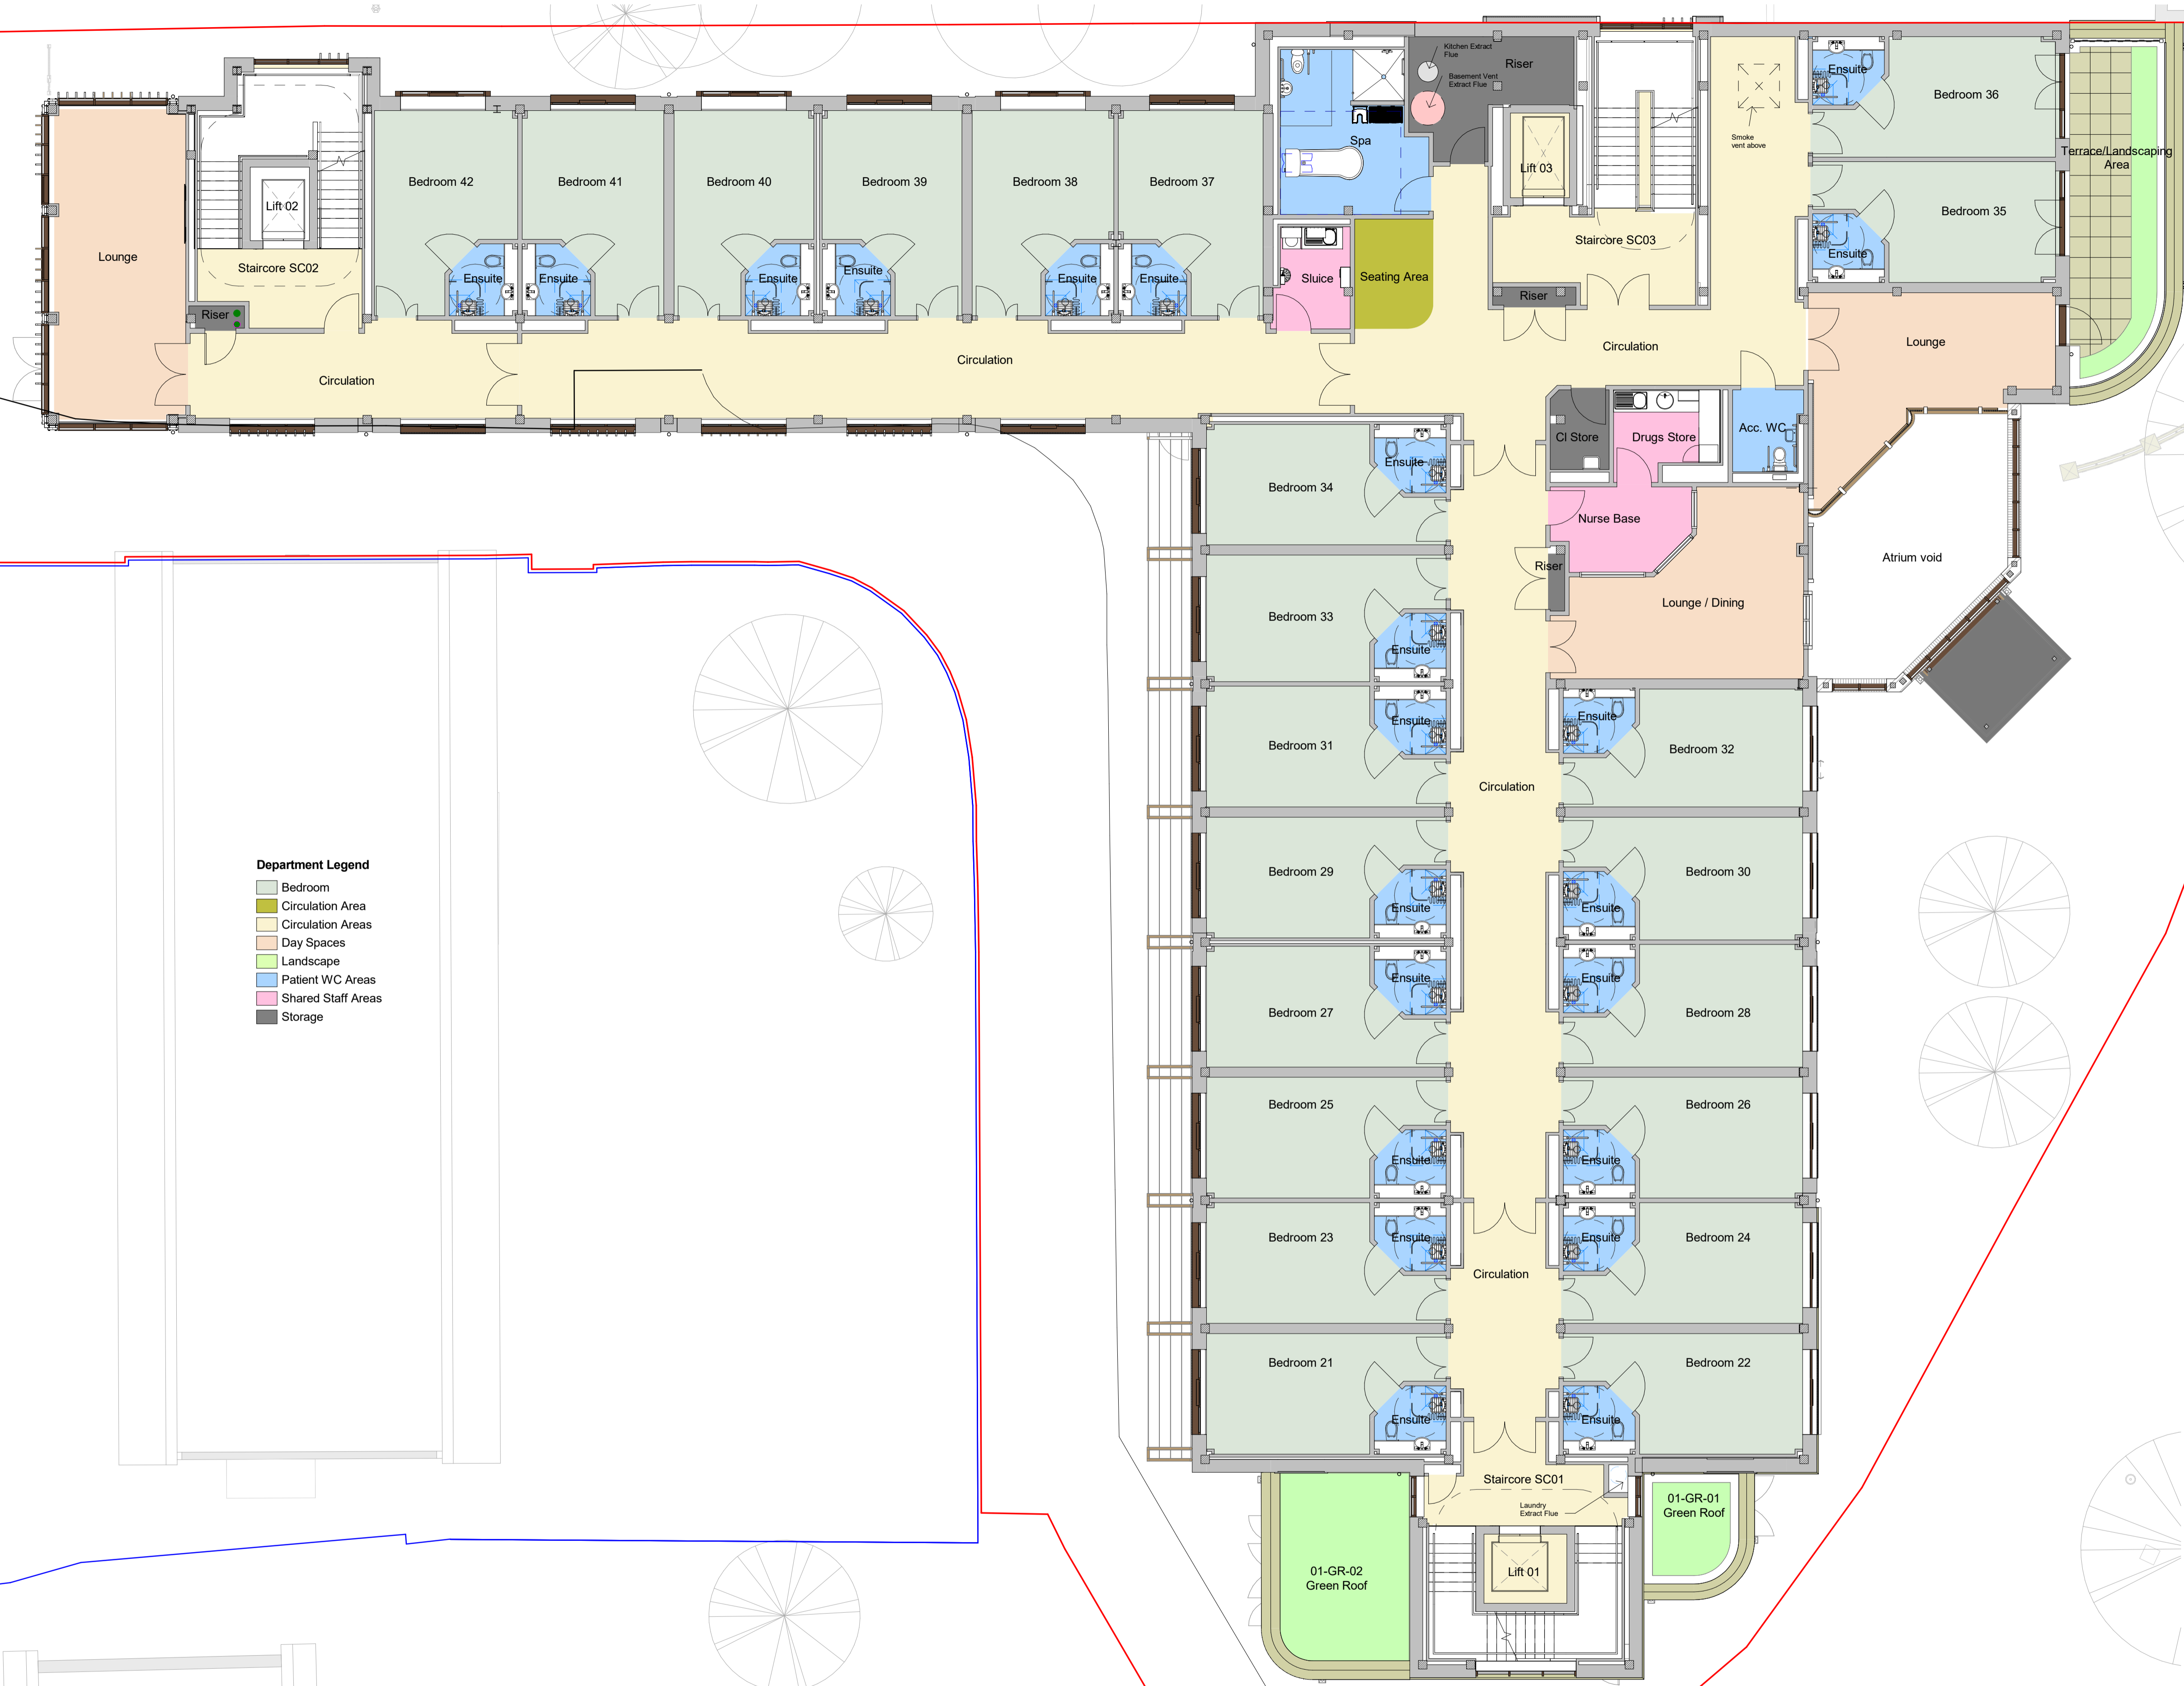 Kitchen Extract
Flue
Riser
Basement Vent
Extract Flue
Ensuite
Bedroom 36
Smoke
vent above
Spa
Terrace/Landscaping
Area
Lift 03
Bedroom 42
Bedroom 41
Bedroom 40
Bedroom 39
Bedroom 38
Bedroom 37
Lift 02
Bedroom 35
Staircore SC03
Lounge
Staircore SC02
Ensuite
Ensuite
Ensuite
Ensuite
Ensuite
Ensuite
Sluice
Seating Area
Ensuite
Riser
Riser
Lounge
Circulation
Circulation
Circulation
Cl Store
Drugs Store
Acc. WC
Ensuite
Bedroom 34
Nurse Base
Atrium void
Riser
Lounge / Dining
Bedroom 33
Ensuite
Ensuite
Ensuite
Bedroom 31
Bedroom 32
Circulation
Department Legend
Bedroom
Circulation Area
Circulation Areas
Day Spaces
Landscape
Patient WC Areas
Shared Staff Areas
Storage
Bedroom 29
Bedroom 30
Ensuite
Ensuite
Ensuite
Ensuite
Bedroom 27
Bedroom 28
Bedroom 25
Bedroom 26
Ensuite
Ensuite
Bedroom 23
Ensuite
Ensuite
Bedroom 24
Circulation
Bedroom 21
Bedroom 22
Ensuite
Ensuite
Staircore SC01
Laundry
Extract Flue
01-GR-01
Green Roof
01-GR-02
Green Roof
Lift 01